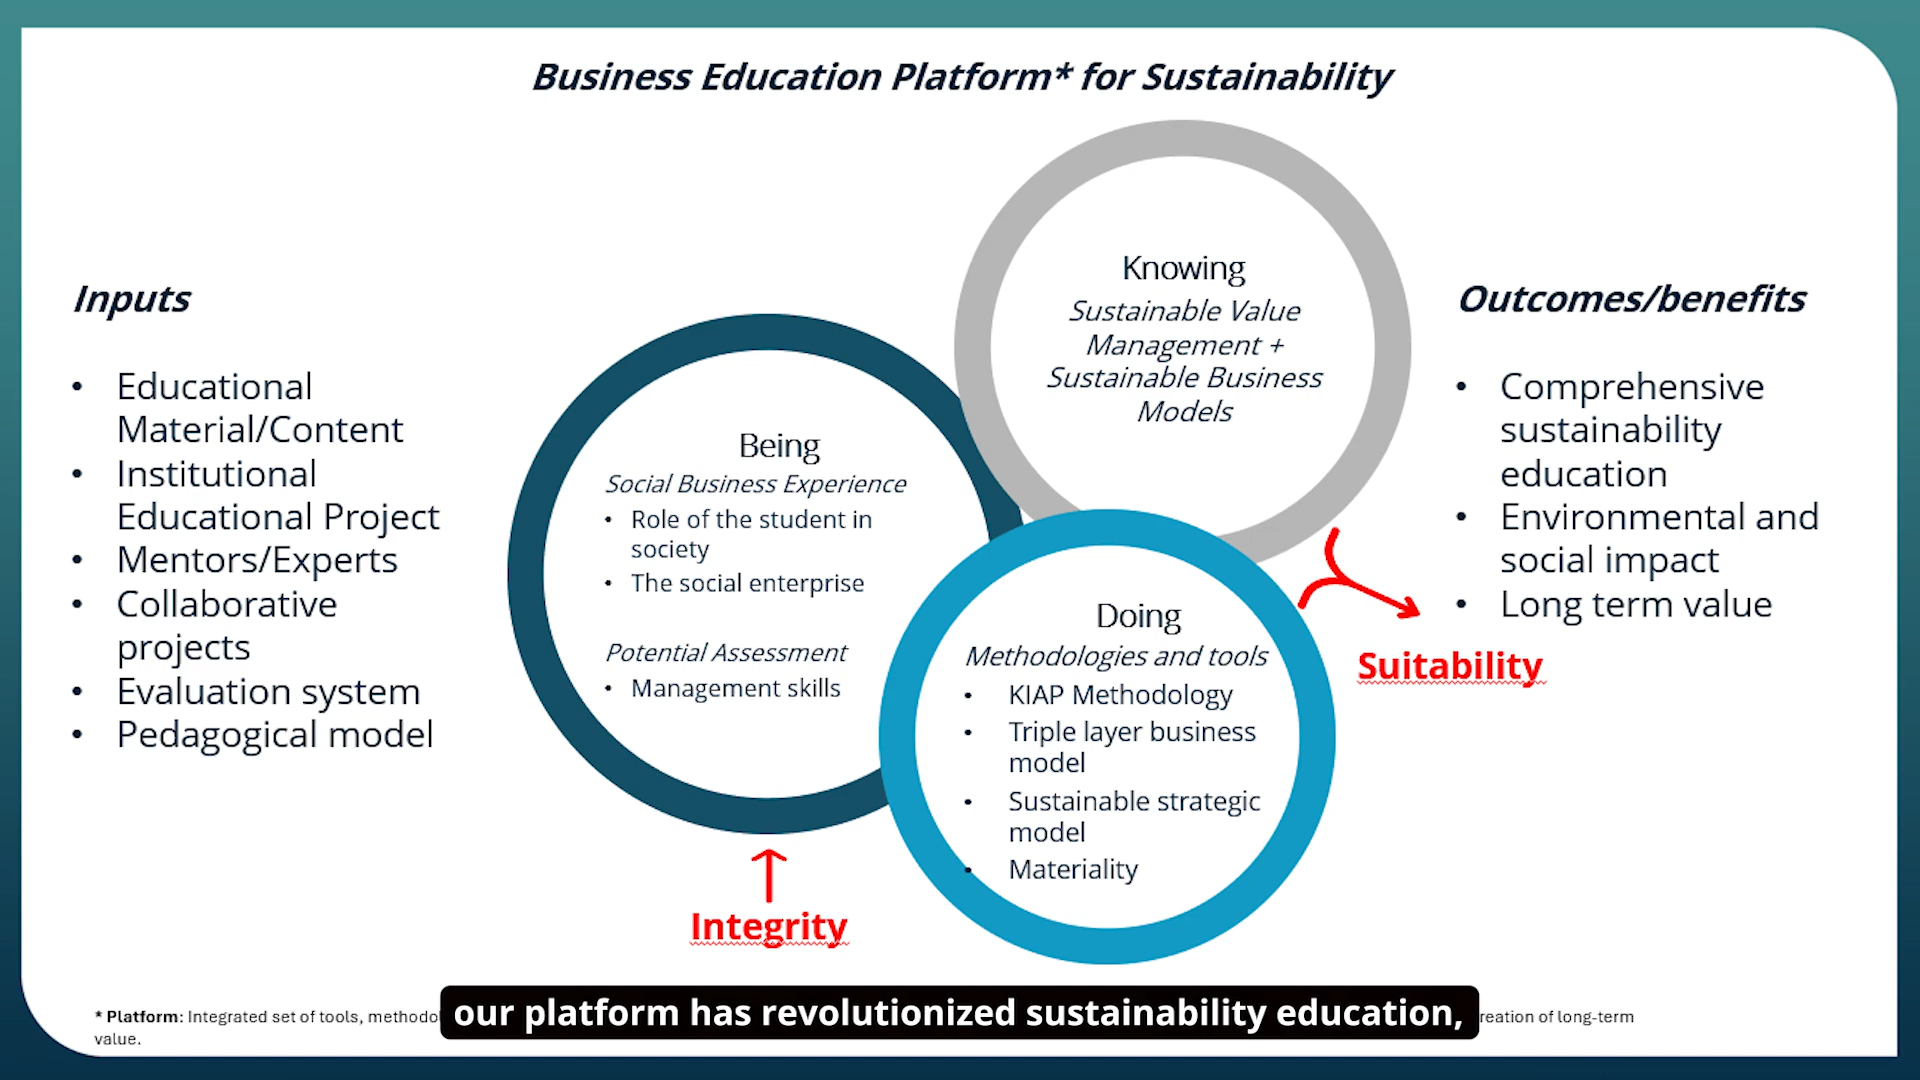 Business Education Platform* for Sustainability
Inputs
• Educational
Material/Content
• Institutional
Educational Project
• Mentors/Experts
• Collaborative
projects
• Evaluation system
• Pedagogical model
Being
Social Business Experience
• Role of the student in
society
• The social enterprise
Potential Assessment
• Management skills
Integrity
Knowing
Sustainable Value
Management +
Sustainable Business
Models
Doing
Methodologies and tools
• KIAP Methodology
• Triple layer business
model
• Sustainable strategic
model
• Materiality
Outcomes/benefits
• Comprehensive
sustainability
education
• Environmental and
social impact
• Long term value
Suitability
* Platform: Integrated set of tools, of long-term
value.
our platform has revolutionized sustainability education,